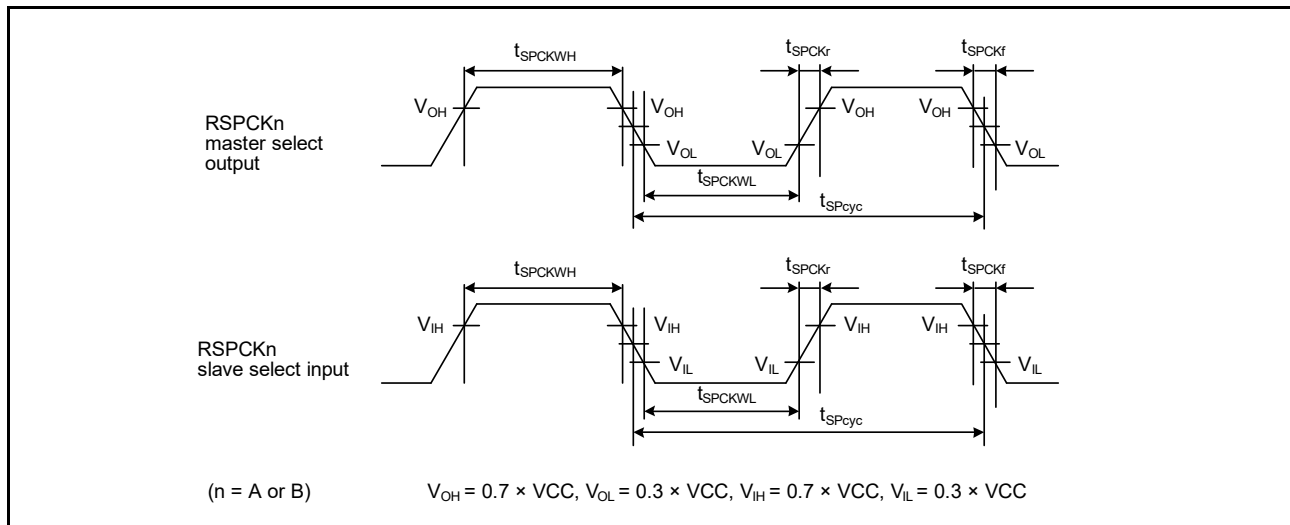 tSPCKWH
tSPCKr
tSPCKf
VOH
VOH
VOH
VOH
RSPCKn
master select
output
VOL
VOL
VOL
tSPCKWL
tSPcyc
tSPCKWH
tSPCKr
tSPCKf
VIH
VIH
VIH
VIH
RSPCKn
slave select input
VIL
VIL
VIL
tSPCKWL
tSPcyc
(n = A or B)
VOH = 0.7 × VCC, VOL = 0.3 × VCC, VIH = 0.7 × VCC, VIL = 0.3 × VCC